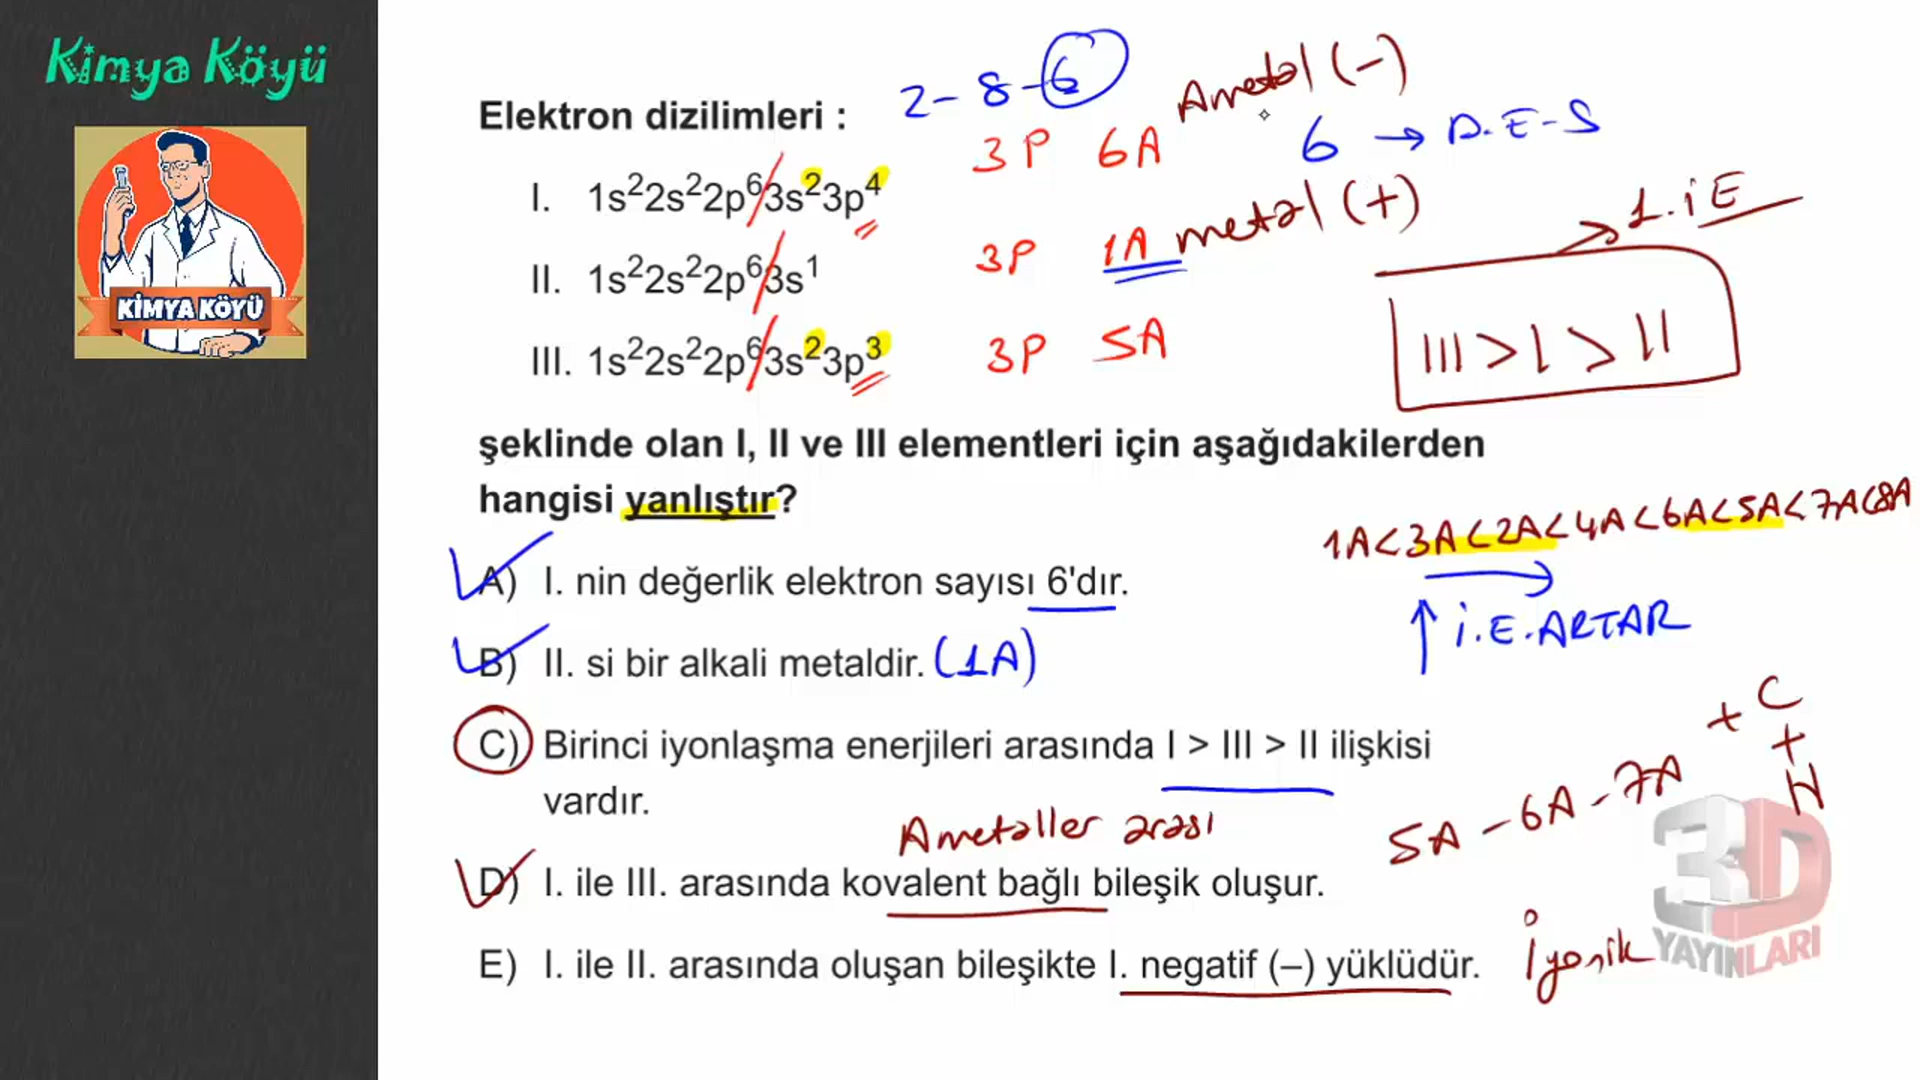 Kimya Köyü
KİMYA KÖYÜ
2-8-6
Ametal (-)
Elektron dizilimleri :
3P 6A
6 → D.E-S
I. 1s²2s²2p⁶3s²3p⁴
3P 1A metal (+)
1.iE
II. 1s²2s²2p⁶3s¹
III. 1s²2s²2p⁶3s²3p³
3P 5A
III > I > II
şeklinde olan I, II ve III elementleri için aşağıdakilerden
hangisi yanlıştır?
1A<3A<2A<4A<6A<5A<7A<8A
A) I. nin değerlik elektron sayısı 6'dır.
↑ i.E.ARTAR
B) II. si bir alkali metaldir. (1A)
C) Birinci iyonlaşma enerjileri arasında I > III > II ilişkisi
vardır.
5A - 6A - 7A + C
+
H
Ametaller arası
D) I. ile III. arasında kovalent bağlı bileşik oluşur.
E) I. ile II. arasında oluşan bileşikte I. negatif (–) yüklüdür.
İyonik
3D
YAYINLARI